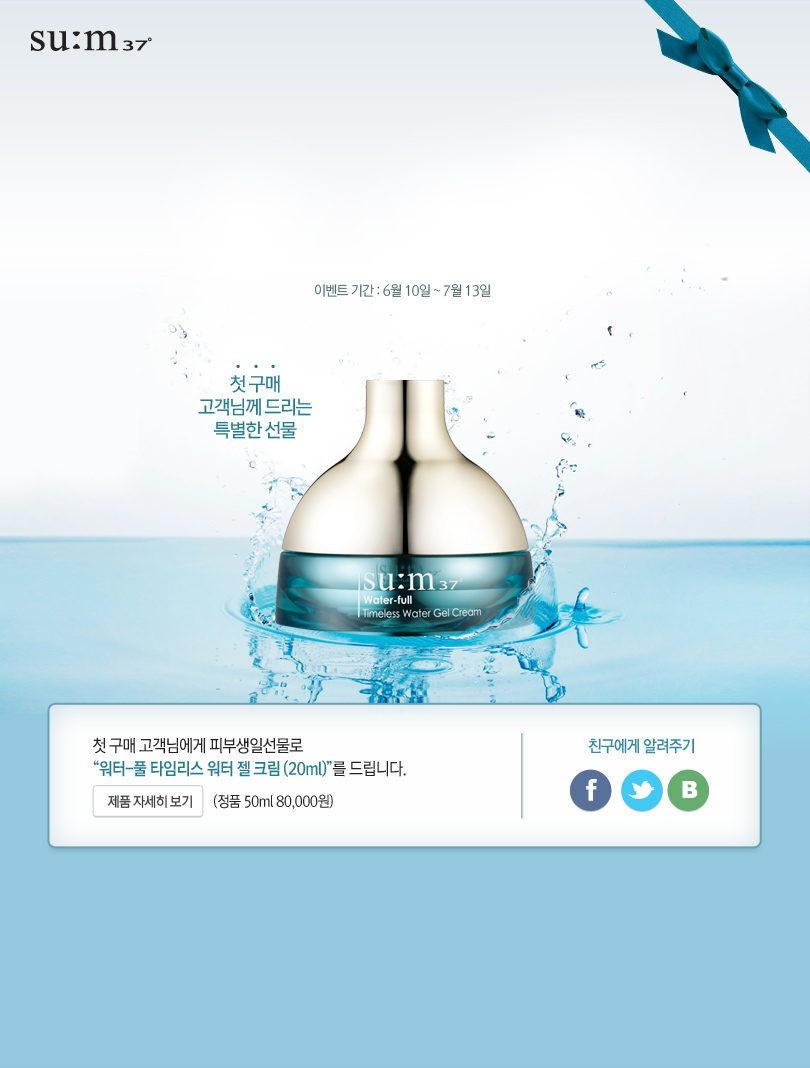 su:m 37°
이벤트 기간 : 6월 10일 ~ 7월 13일
첫 구매
고객님께 드리는
특별한 선물
su:m 37°
Water-full
Timeless Water Gel Cream
첫 구매 고객님에게 피부생일선물로
“워터-풀 타임리스 워터 젤 크림 (20ml)”를 드립니다.
제품 자세히 보기 (정품 50ml 80,000원)
친구에게 알려주기
f B